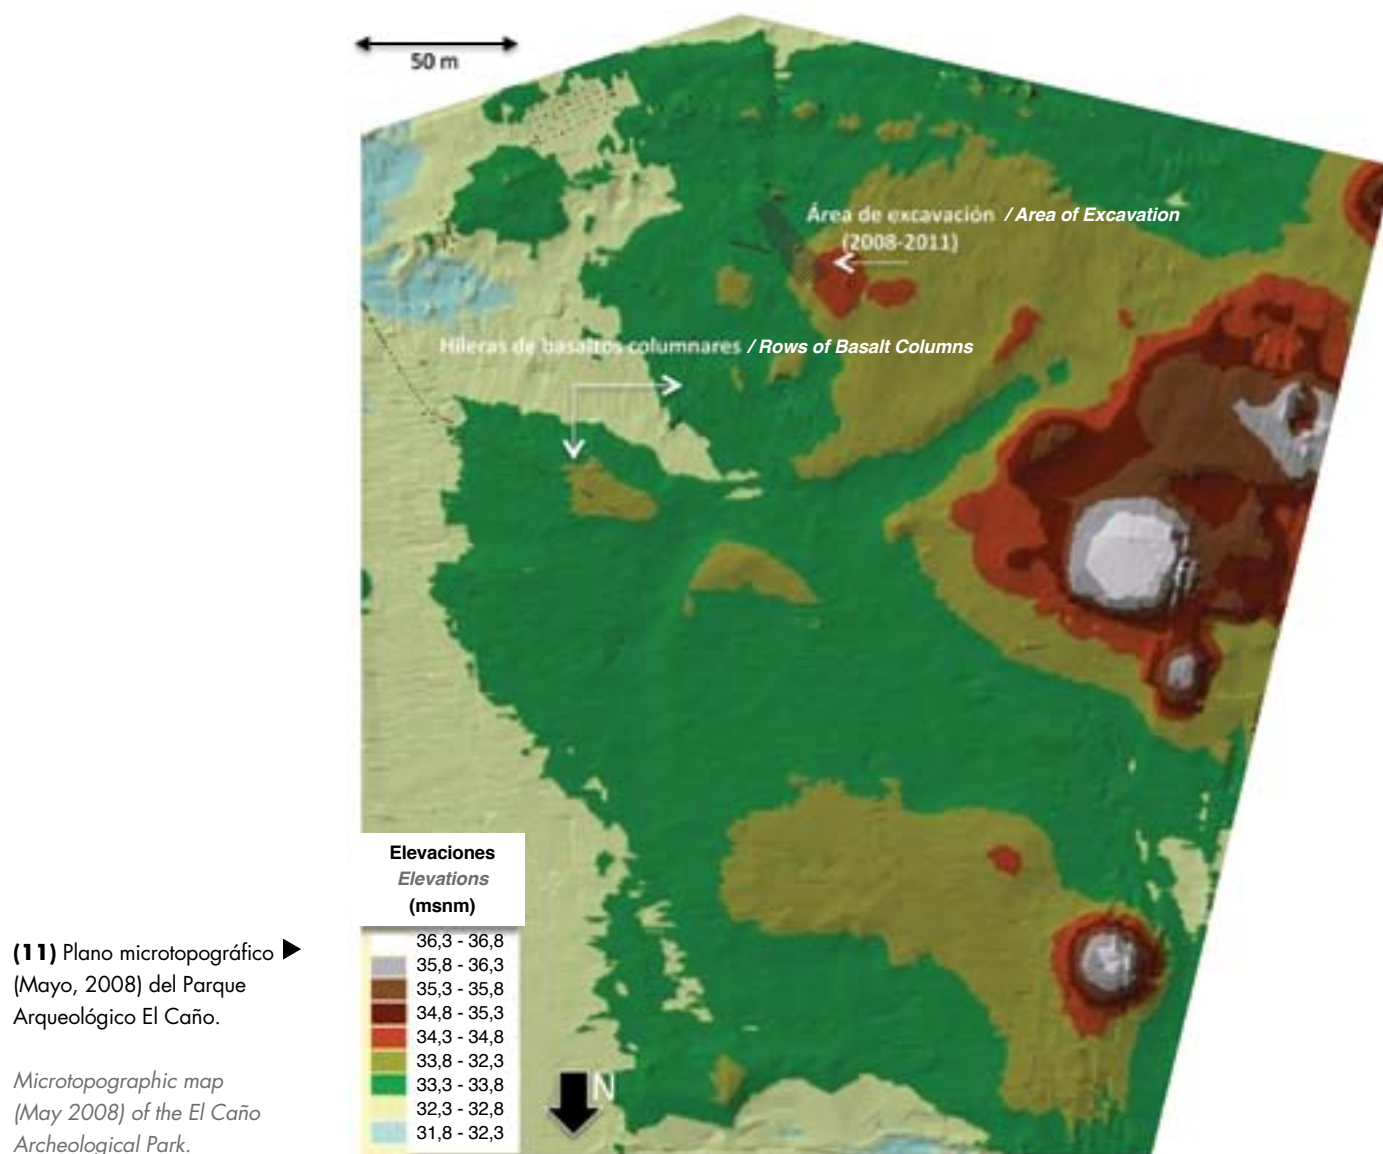 50 m
Área de excavación / Area of Excavation
(2008-2011)
Hileras de basaltos columnares / Rows of Basalt Columns
Elevaciones
Elevations
(msnm)
36,3 - 36,8
35,8 - 36,3
35,3 - 35,8
34,8 - 35,3
34,3 - 34,8
33,8 - 32,3
33,3 - 33,8
32,3 - 32,8
31,8 - 32,3
N
(11) Plano microtopográfico
(Mayo, 2008) del Parque
Arqueológico El Caño.
Microtopographic map
(May 2008) of the El Caño
Archeological Park.